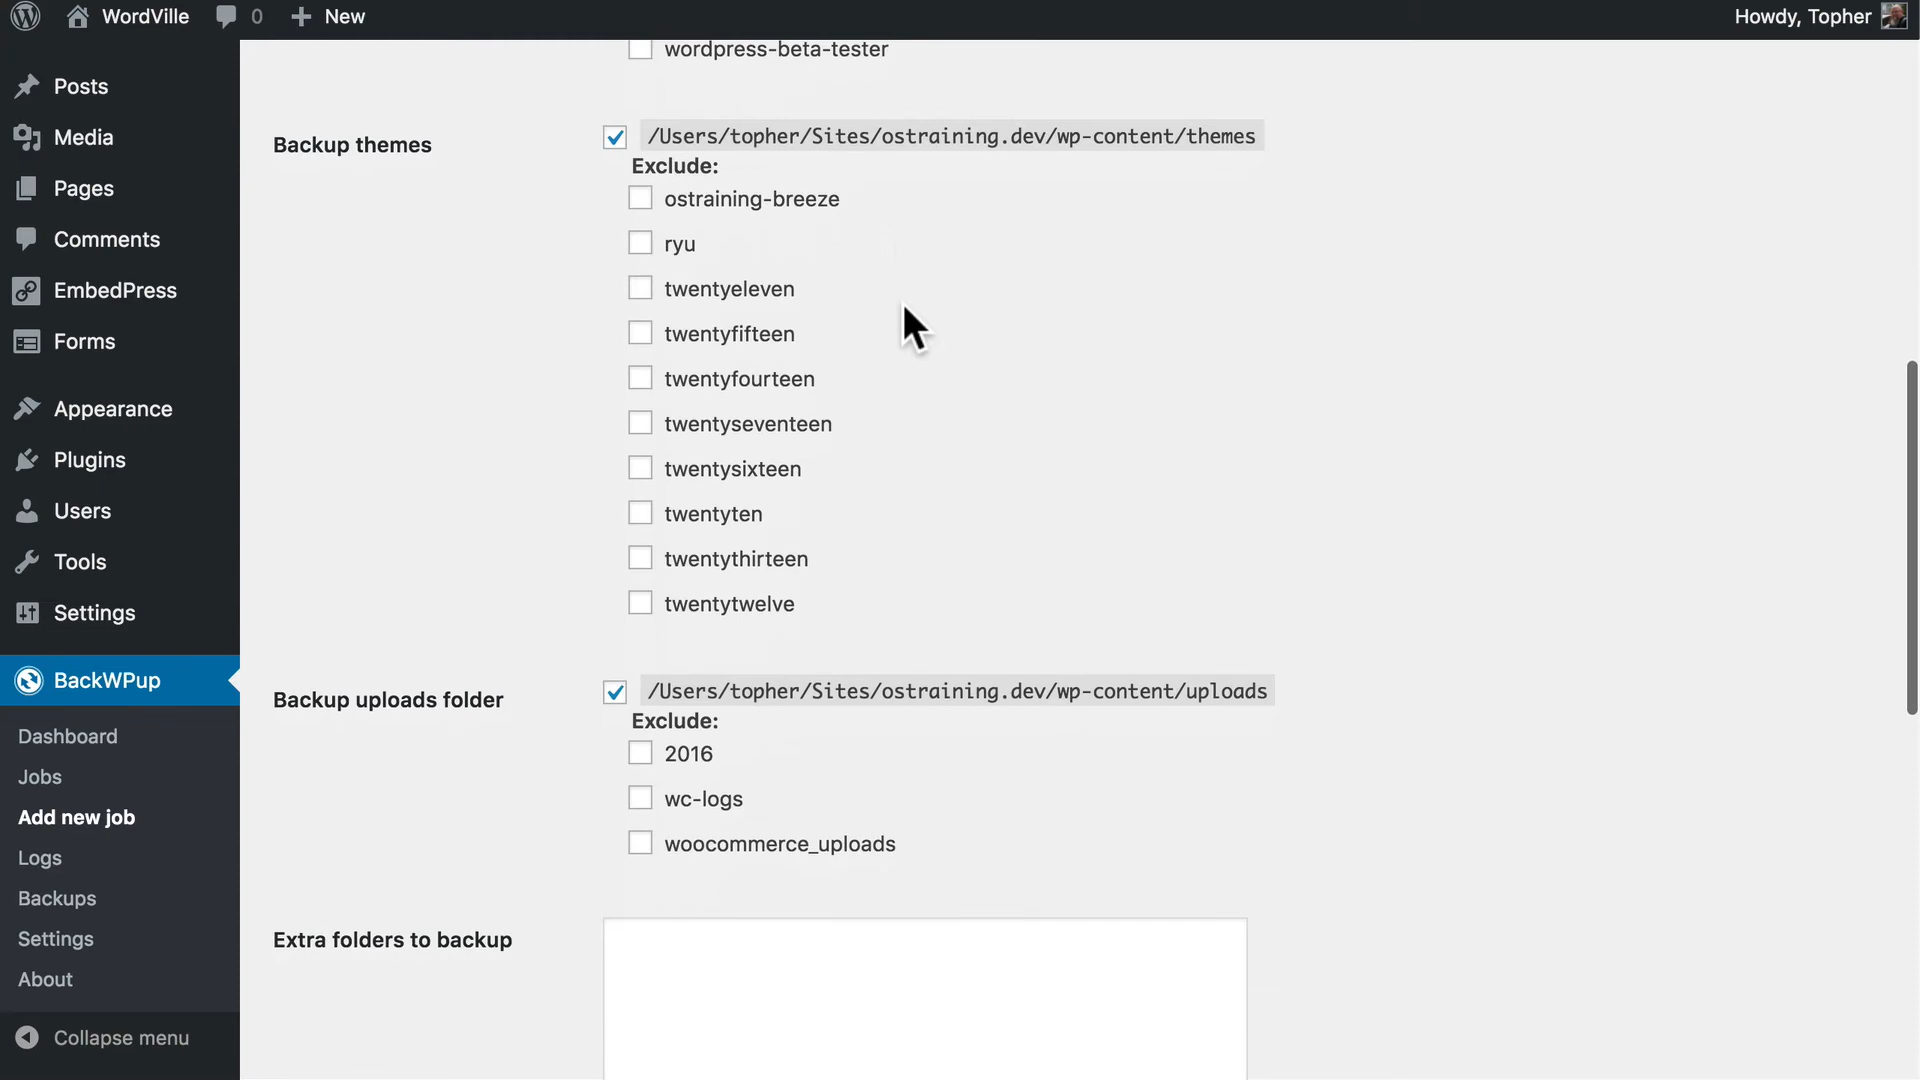 WordVille 0 New Howdy, Topher
Posts
Media
Pages
Comments
EmbedPress
Forms
Appearance
Plugins
Users
Tools
Settings
BackWPup
Dashboard
Jobs
Add new job
Logs
Backups
Settings
About
Collapse menu
wordpress-beta-tester
Backup themes /Users/topher/Sites/ostraining.dev/wp-content/themes
Exclude:
ostraining-breeze
ryu
twentyeleven
twentyfifteen
twentyfourteen
twentyseventeen
twentysixteen
twentyten
twentythirteen
twentytwelve
Backup uploads folder /Users/topher/Sites/ostraining.dev/wp-content/uploads
Exclude:
2016
wc-logs
woocommerce_uploads
Extra folders to backup